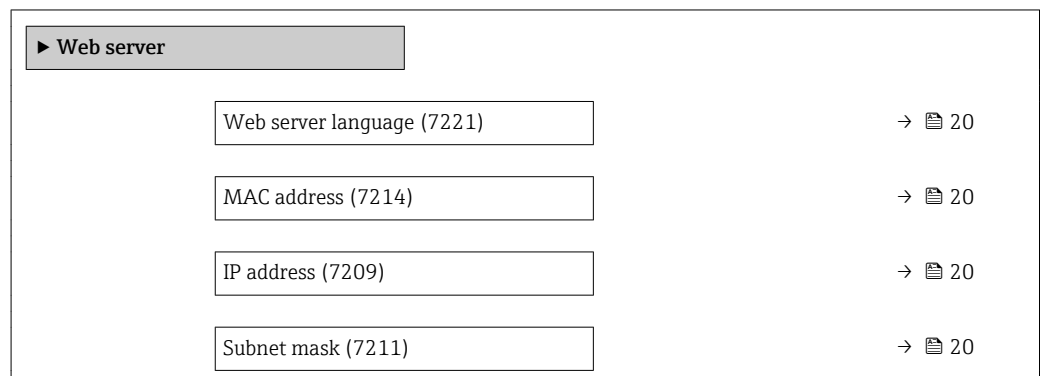 ▶ Web server
Web server language (7221) → 🖺 20
MAC address (7214) → 🖺 20
IP address (7209) → 🖺 20
Subnet mask (7211) → 🖺 20